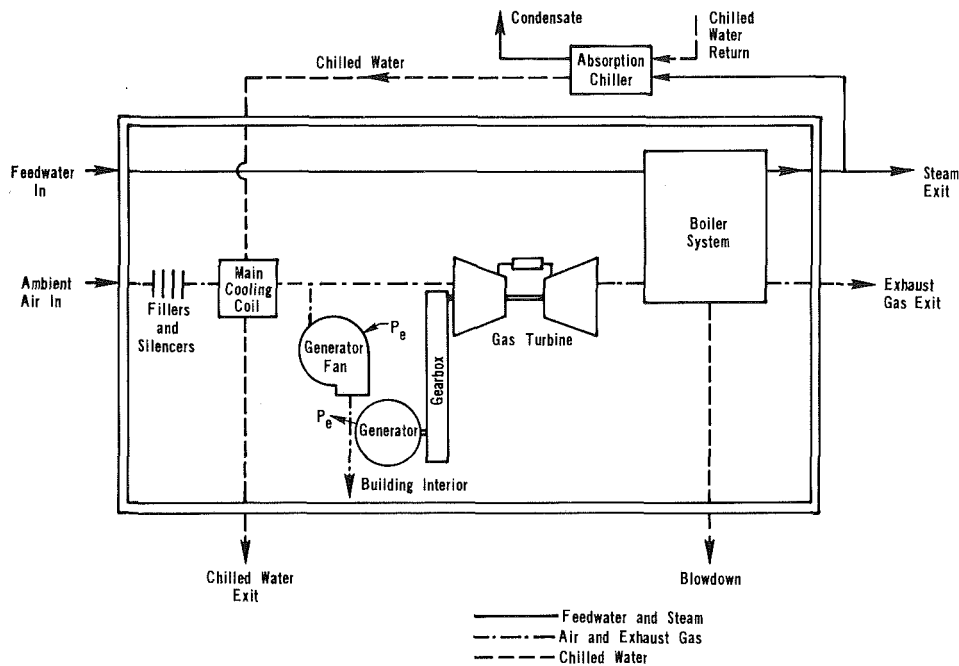 Condensate
Chilled
Water
Return
Chilled Water
Absorption
Chiller
Feedwater
In
Steam
Exit
Boiler
System
Ambient
Air In
Main
Cooling
Coil
Fillers
and
Silencers
Exhaust
Gas Exit
Gas Turbine
Pe
Generator
Fan
Gearbox
Pe
Generator
Building Interior
Chilled Water
Exit
Blowdown
Feedwater and Steam
Air and Exhaust Gas
Chilled Water